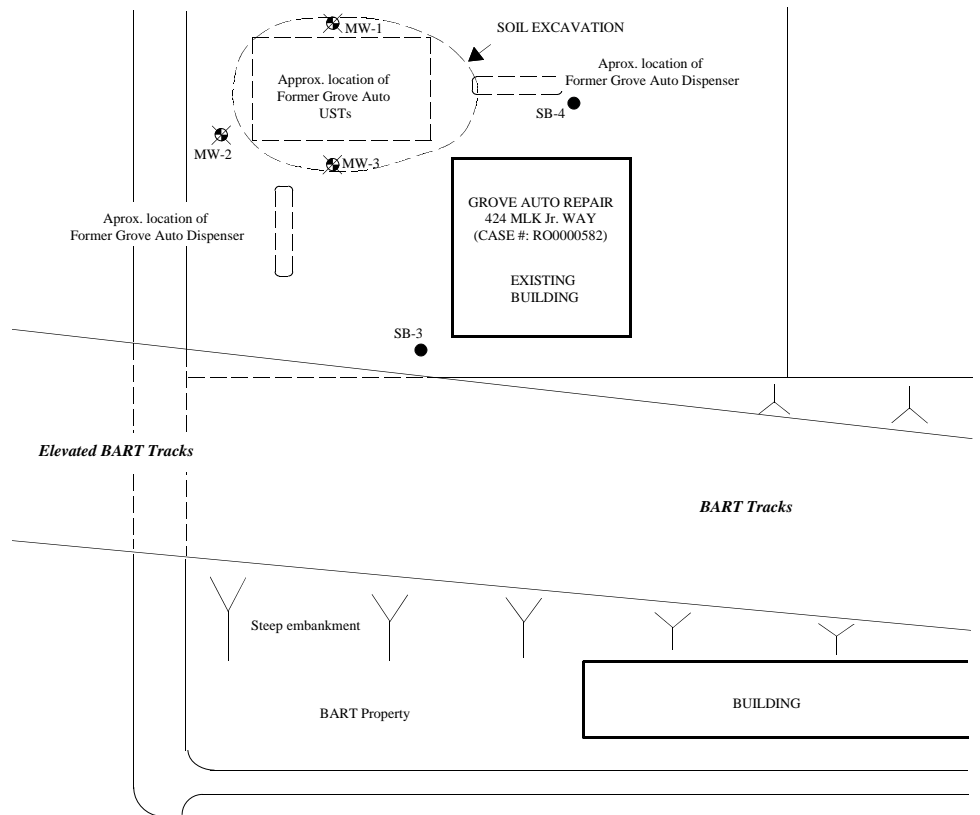 MW-1
SOIL EXCAVATION
Approx. location of
Former Grove Auto
USTs
Aprox. location of
Former Grove Auto Dispenser
SB-4
MW-2
MW-3
GROVE AUTO REPAIR
424 MLK Jr. WAY
(CASE #: RO0000582)
EXISTING
BUILDING
Aprox. location of
Former Grove Auto Dispenser
SB-3
Elevated BART Tracks
BART Tracks
Steep embankment
BART Property
BUILDING